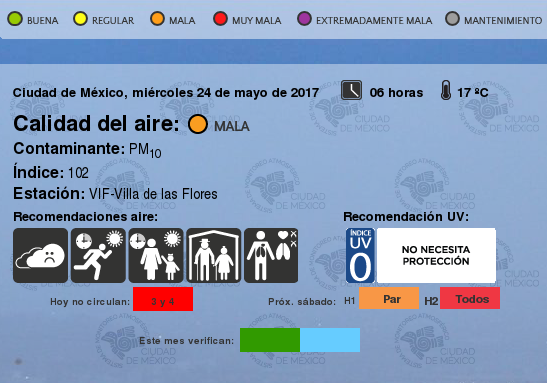 BUENA REGULAR MALA MUY MALA EXTREMADAMENTE MALA MANTENIMIENTO
Ciudad de México, miércoles 24 de mayo de 2017 06 horas 17 ºC
Calidad del aire: MALA
Contaminante: PM10
Índice: 102
Estación: VIF-Villa de las Flores
Recomendaciones aire: Recomendación UV:
ÍNDICE
UV
0
NO NECESITA
PROTECCIÓN
Hoy no circulan: 3 y 4 Próx. sábado: H1 Par H2 Todos
Este mes verifican: